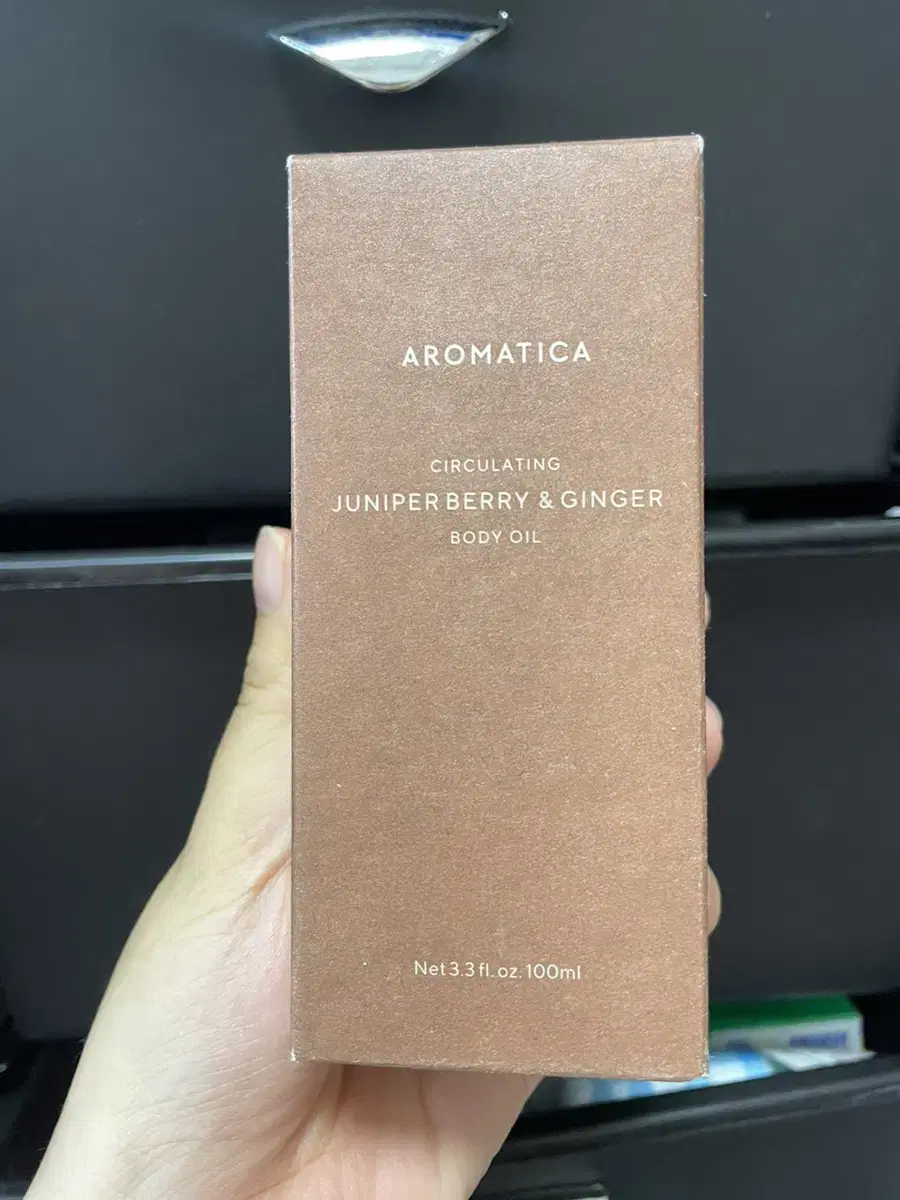 AROMATICA
CIRCULATING
JUNIPER BERRY & GINGER
BODY OIL
Net 3.3 fl. oz. 100ml